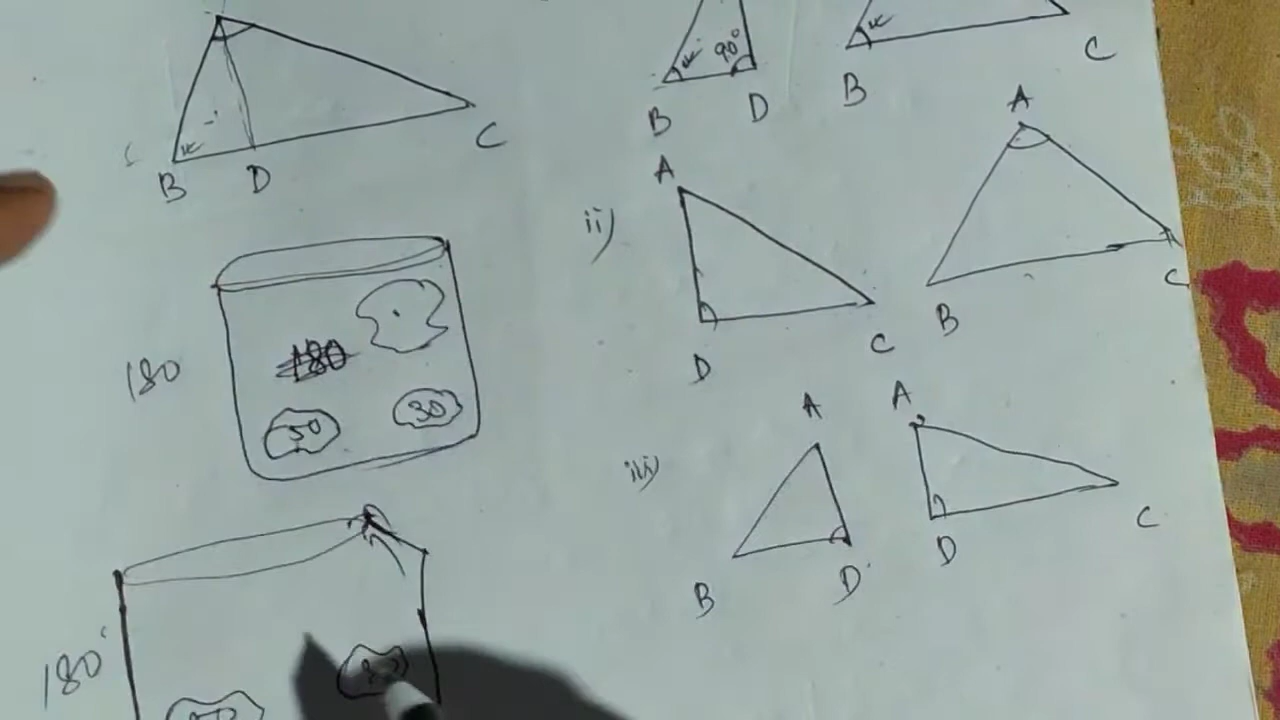 B D C
B 90° D
B C
ii)
A D C
A B C
180
180
50 30
iii)
A B D
A D C
180°